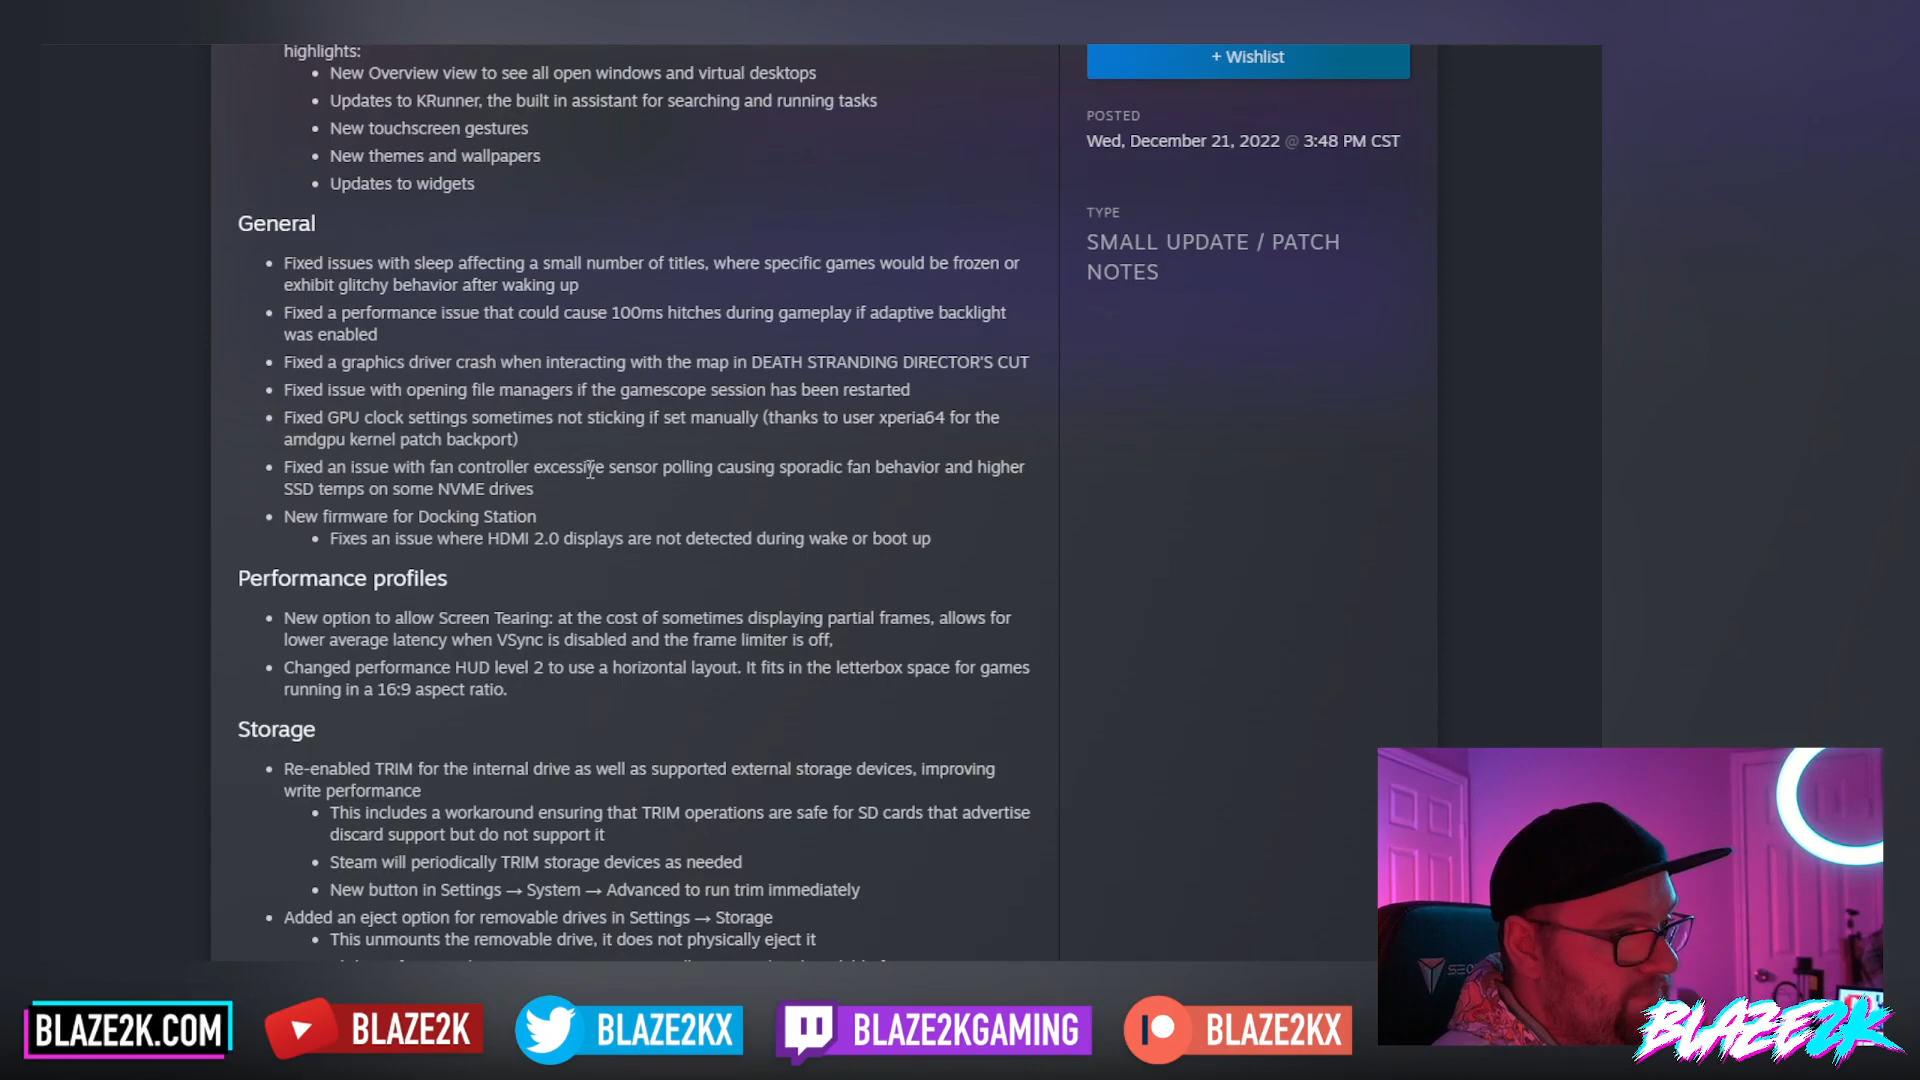 highlights:
• New Overview view to see all open windows and virtual desktops
• Updates to KRunner, the built in assistant for searching and running tasks
• New touchscreen gestures
• New themes and wallpapers
• Updates to widgets
General
• Fixed issues with sleep affecting a small number of titles, where specific games would be frozen or
exhibit glitchy behavior after waking up
• Fixed a performance issue that could cause 100ms hitches during gameplay if adaptive backlight
was enabled
• Fixed a graphics driver crash when interacting with the map in DEATH STRANDING DIRECTOR'S CUT
• Fixed issue with opening file managers if the gamescope session has been restarted
• Fixed GPU clock settings sometimes not sticking if set manually (thanks to user xperia64 for the
amdgpu kernel patch backport)
• Fixed an issue with fan controller excessive sensor polling causing sporadic fan behavior and higher
SSD temps on some NVME drives
• New firmware for Docking Station
• Fixes an issue where HDMI 2.0 displays are not detected during wake or boot up
Performance profiles
• New option to allow Screen Tearing: at the cost of sometimes displaying partial frames, allows for
lower average latency when VSync is disabled and the frame limiter is off,
• Changed performance HUD level 2 to use a horizontal layout. It fits in the letterbox space for games
running in a 16:9 aspect ratio.
Storage
• Re-enabled TRIM for the internal drive as well as supported external storage devices, improving
write performance
• This includes a workaround ensuring that TRIM operations are safe for SD cards that advertise
discard support but do not support it
• Steam will periodically TRIM storage devices as needed
• New button in Settings → System → Advanced to run trim immediately
• Added an eject option for removable drives in Settings → Storage
• This unmounts the removable drive, it does not physically eject it
+ Wishlist
POSTED
Wed, December 21, 2022 @ 3:48 PM CST
TYPE
SMALL UPDATE / PATCH
NOTES
BLAZE2K.COM
BLAZE2K
BLAZE2KX
BLAZE2KGAMING
BLAZE2KX
BLAZE2K